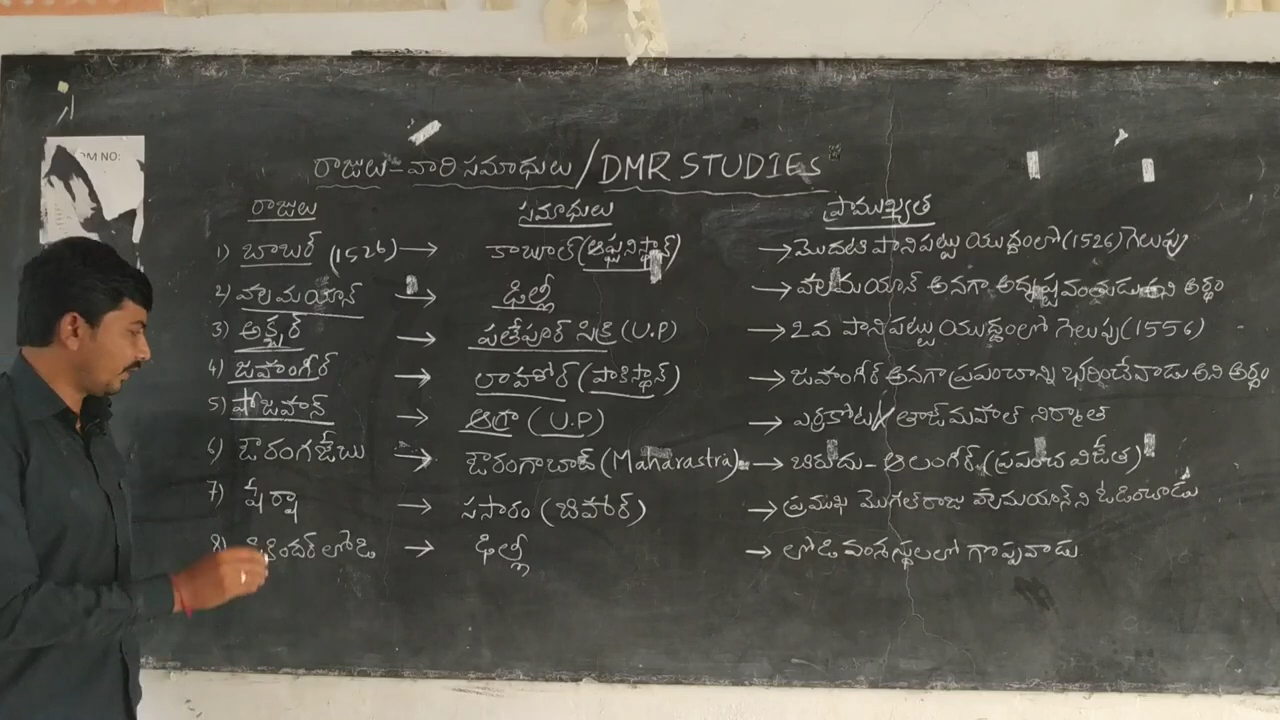 OM NO:
రాజులు - వారి సమాధులు / DMR STUDIES
రాజులు సమాధులు ప్రాముఖ్యత
1) బాబర్ (1526) → కాబూల్ (ఆఫ్ఘనిస్థాన్) → మొదటి పానిపట్టు యుద్ధంలో (1526) గెలుపు
2) హుమయూన్ → ఢిల్లీ → హుమయూన్ అనగా అదృష్టవంతుడు అని అర్థం
3) అక్బర్ → పతేపూర్ సిక్రి (U.P) → 2వ పానిపట్టు యుద్ధంలో గెలుపు (1556)
4) జహంగీర్ → లాహోర్ (పాకిస్థాన్) → జహంగీర్ అనగా ప్రపంచాన్ని భరించేవాడు అని అర్థం
5) షాజహాన్ → ఆగ్రా (U.P) → ఎర్రకోట / తాజ్ మహల్ నిర్మాత
6) ఔరంగజేబు → ఔరంగాబాద్ (Maharastra) → బిరుదు - ఆలంగీర్ (ప్రపంచ విజేత)
7) షేర్షా → ససారం (బిహార్) → ప్రముఖ మొగల్ రాజు హుమయూన్ ని ఓడించాడు
8) సికిందర్ లోడి → ఢిల్లీ → లోడి వంశస్థులలో గొప్పవాడు